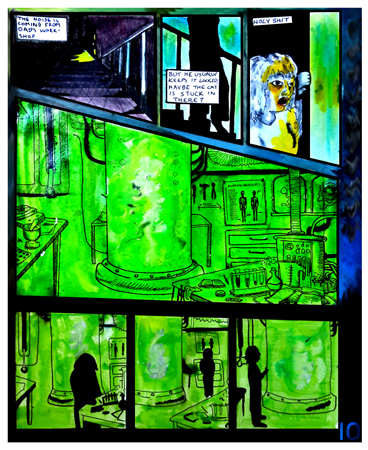 THE NOISE IS
COMING FROM
DADS WORK-
SHOP
BUT HE USUALLY
KEEPS IT LOCKED.
MAYBE THE CAT
IS STUCK IN
THERE?
HOLY SHIT
10